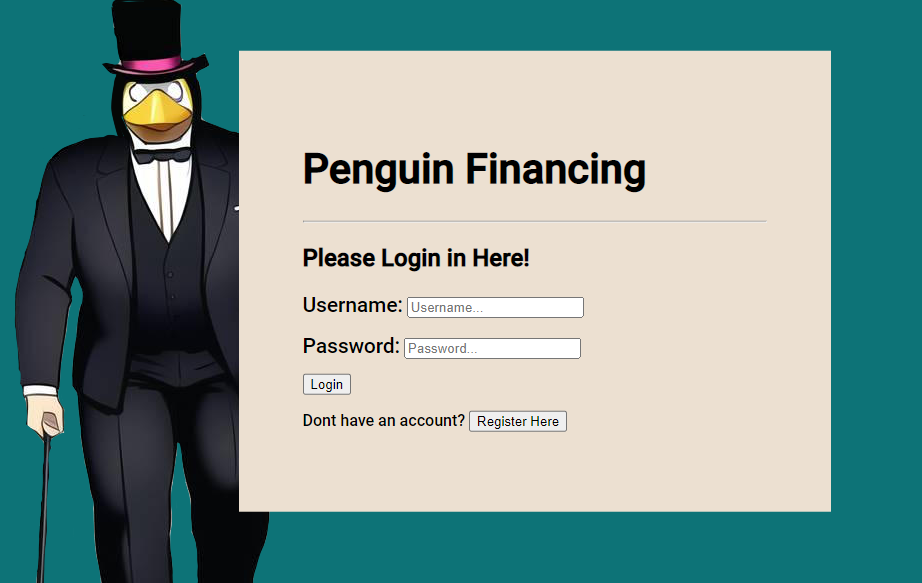 Penguin Financing
Please Login in Here!
Username: Username...
Password: Password...
Login
Dont have an account? Register Here